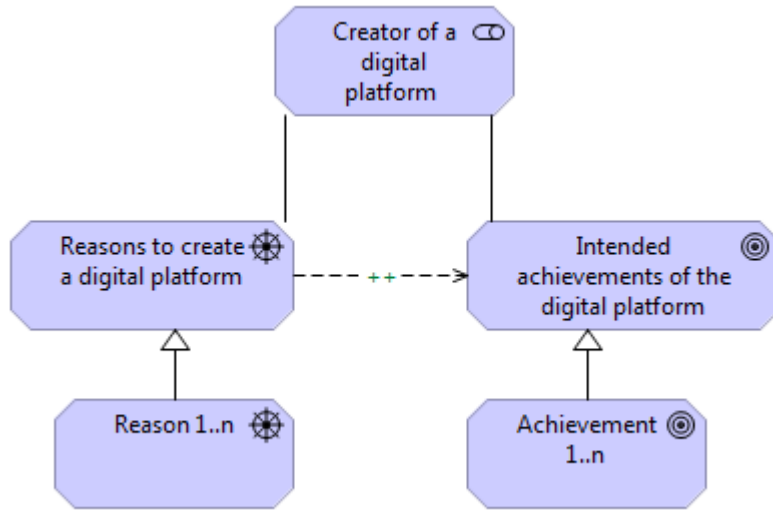 Creator of a
digital
platform
Reasons to create
a digital platform
++
Intended
achievements of the
digital platform
Reason 1..n
Achievement
1..n